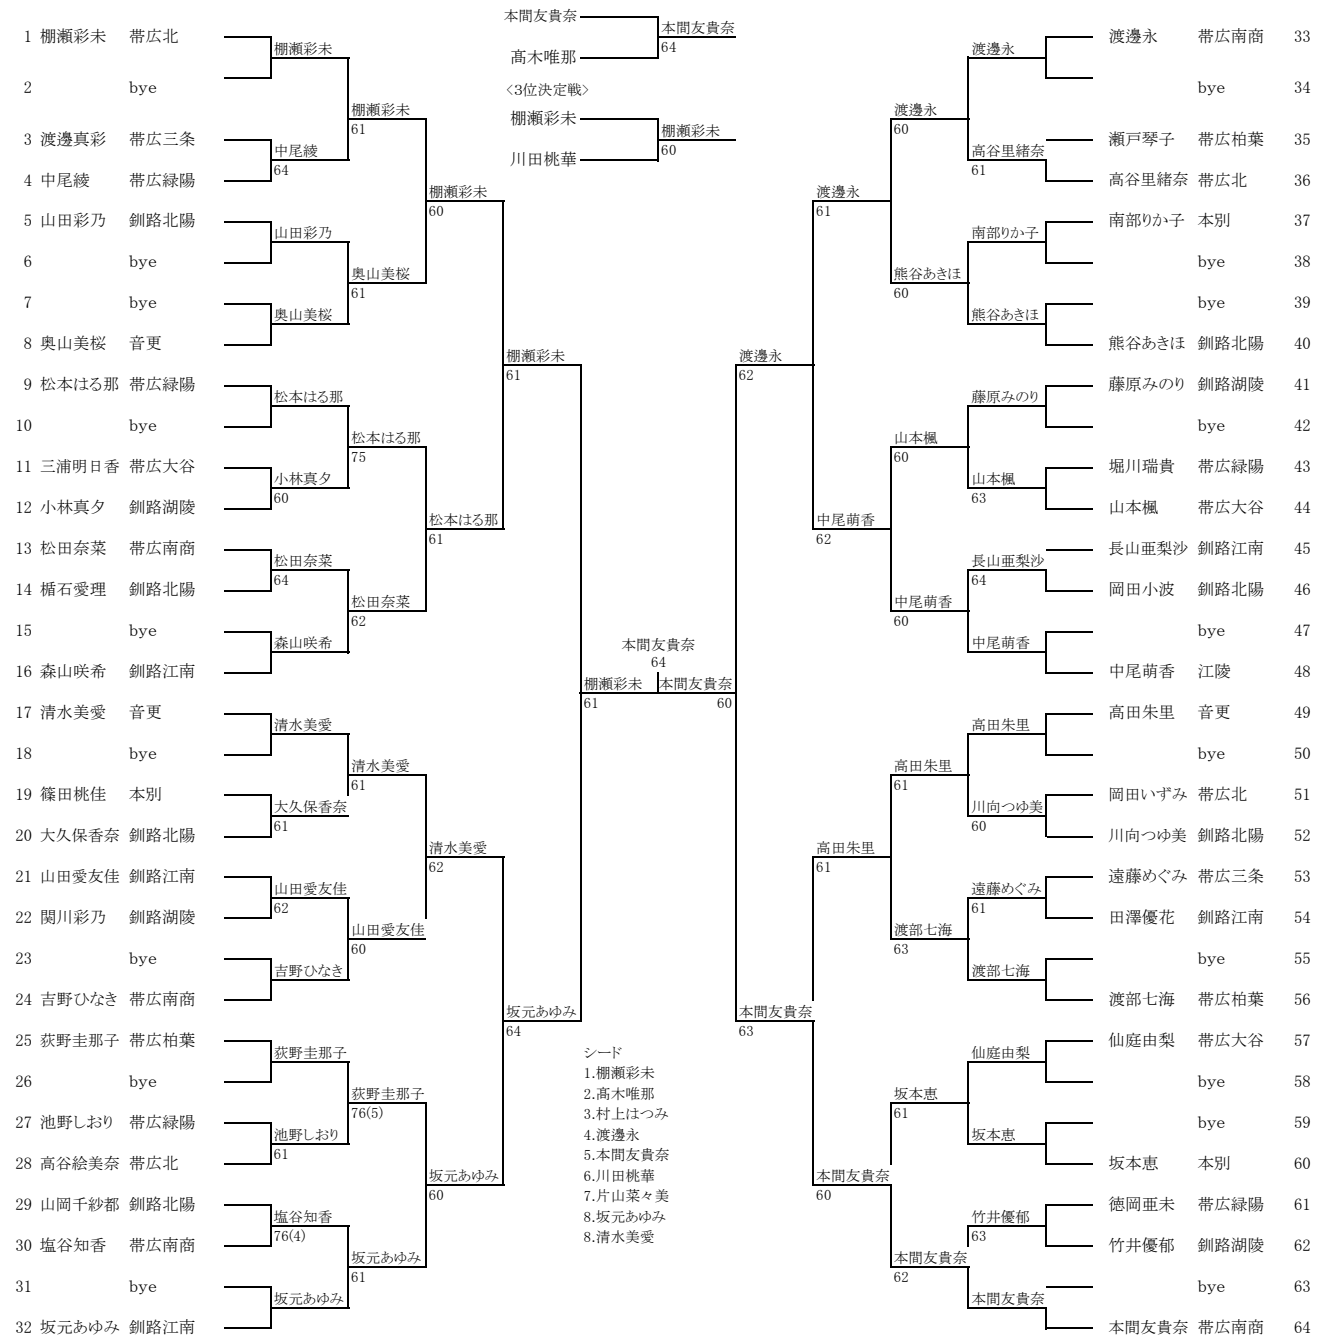 1 棚瀬彩未 帯広北
2 bye
3 渡邊真彩 帯広三条
4 中尾綾 帯広緑陽
5 山田彩乃 釧路北陽
6 bye
7 bye
8 奥山美桜 音更
9 松本はる那 帯広緑陽
10 bye
11 三浦明日香 帯広大谷
12 小林真夕 釧路湖陵
13 松田奈菜 帯広南商
14 楯石愛理 釧路北陽
15 bye
16 森山咲希 釧路江南
17 清水美愛 音更
18 bye
19 篠田桃佳 本別
20 大久保香奈 釧路北陽
21 山田愛友佳 釧路江南
22 関川彩乃 釧路湖陵
23 bye
24 吉野ひなき 帯広南商
25 荻野圭那子 帯広柏葉
26 bye
27 池野しおり 帯広緑陽
28 高谷絵美奈 帯広北
29 山岡千紗都 釧路北陽
30 塩谷知香 帯広南商
31 bye
32 坂元あゆみ 釧路江南
棚瀬彩未
中尾綾
64
山田彩乃
奥山美桜
松本はる那
小林真夕
60
松田奈菜
64
森山咲希
清水美愛
大久保香奈
61
山田愛友佳
62
吉野ひなき
荻野圭那子
池野しおり
61
塩谷知香
76(4)
坂元あゆみ
棚瀬彩未
61
奥山美桜
61
松本はる那
75
松田奈菜
62
清水美愛
61
山田愛友佳
60
荻野圭那子
76(5)
坂元あゆみ
61
棚瀬彩未
60
松本はる那
61
清水美愛
62
坂元あゆみ
60
棚瀬彩未
61
坂元あゆみ
64
棚瀬彩未
61
本間友貴奈
64
本間友貴奈
60
本間友貴奈
高木唯那
本間友貴奈
64
〈3位決定戦〉
棚瀬彩未
川田桃華
棚瀬彩未
60
シード
1.棚瀬彩未
2.髙木唯那
3.村上はつみ
4.渡邊永
5.本間友貴奈
6.川田桃華
7.片山菜々美
8.坂元あゆみ
8.清水美愛
渡邊永
62
本間友貴奈
63
渡邊永
61
中尾萌香
62
高田朱里
61
本間友貴奈
60
渡邊永
60
熊谷あきほ
60
山本楓
60
中尾萌香
60
高田朱里
61
渡部七海
63
坂本恵
61
本間友貴奈
62
渡邊永
高谷里緒奈
61
南部りか子
熊谷あきほ
藤原みのり
山本楓
63
長山亜梨沙
64
中尾萌香
高田朱里
川向つゆ美
60
遠藤めぐみ
61
渡部七海
仙庭由梨
坂本恵
竹井優郁
63
本間友貴奈
渡邊永 帯広南商 33
bye 34
瀬戸琴子 帯広柏葉 35
高谷里緒奈 帯広北 36
南部りか子 本別 37
bye 38
bye 39
熊谷あきほ 釧路北陽 40
藤原みのり 釧路湖陵 41
bye 42
堀川瑞貴 帯広緑陽 43
山本楓 帯広大谷 44
長山亜梨沙 釧路江南 45
岡田小波 釧路北陽 46
bye 47
中尾萌香 江陵 48
高田朱里 音更 49
bye 50
岡田いずみ 帯広北 51
川向つゆ美 釧路北陽 52
遠藤めぐみ 帯広三条 53
田澤優花 釧路江南 54
bye 55
渡部七海 帯広柏葉 56
仙庭由梨 帯広大谷 57
bye 58
bye 59
坂本恵 本別 60
徳岡亜未 帯広緑陽 61
竹井優郁 釧路湖陵 62
bye 63
本間友貴奈 帯広南商 64